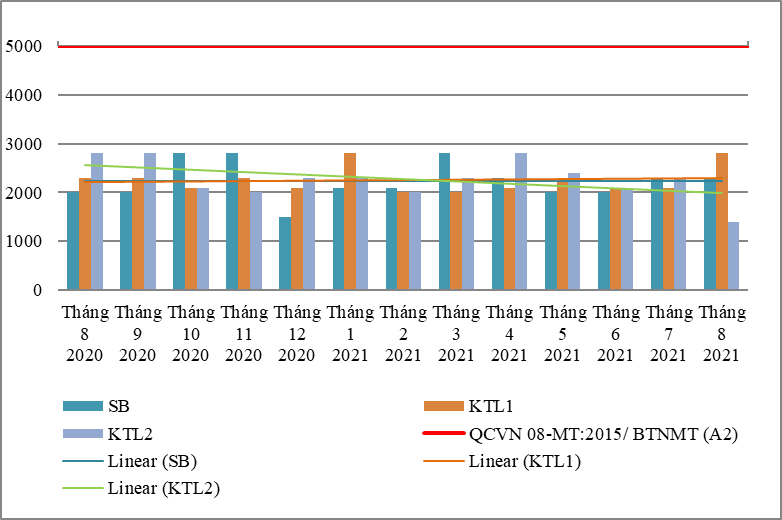 5000
4000
3000
2000
1000
0
Tháng 8 2020
Tháng 9 2020
Tháng 10 2020
Tháng 11 2020
Tháng 12 2020
Tháng 1 2021
Tháng 2 2021
Tháng 3 2021
Tháng 4 2021
Tháng 5 2021
Tháng 6 2021
Tháng 7 2021
Tháng 8 2021
SB
KTL1
KTL2
QCVN 08-MT:2015/ BTNMT (A2)
Linear (SB)
Linear (KTL1)
Linear (KTL2)